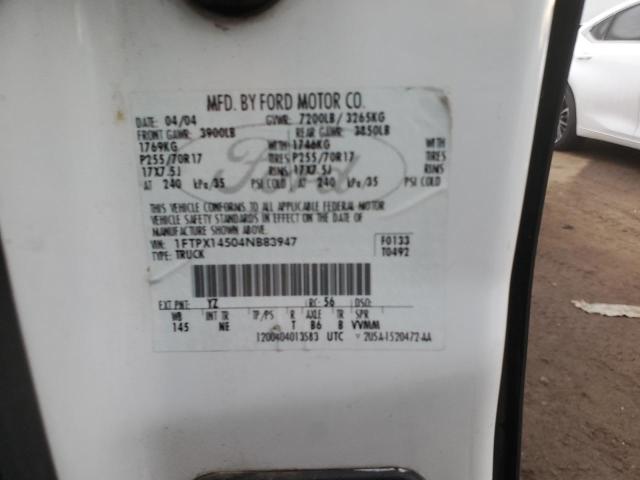 MFD. BY FORD MOTOR CO.
DATE: 04/04 GVWR: 7200LB/ 3265KG
FRONT GAWR: 3900LB REAR GAWR: 3850LB
1769KG WITH 1746KG WITH
P255/70R17 TIRES P255/70R17 TIRES
17X7.5J RIMS 17X7.5J RIMS
AT 240 kPa/35 PSI COLD AT 240 kPa/35 PSI COLD
Ford
THIS VEHICLE CONFORMS TO ALL APPLICABLE FEDERAL MOTOR
VEHICLE SAFETY STANDARDS IN EFFECT ON THE DATE OF
MANUFACTURE SHOWN ABOVE.
VIN: 1FTPX14504NB83947 F0133
TYPE: TRUCK T0492
EXT PNT: YZ RC: 56 DSO:
WB INT TR TP/PS R AXLE TR SPR
145 NE T B6 B VVMM
1200404013583 UTC 2U5A-1520472-AA